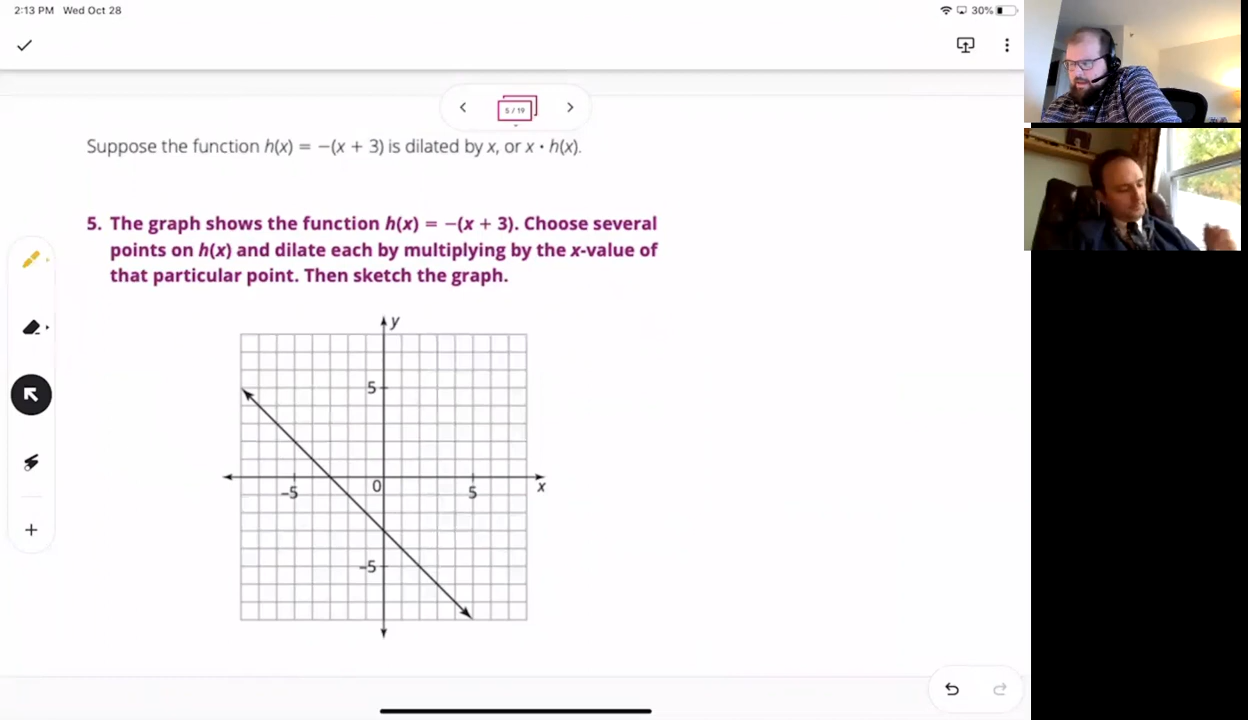 2:13 PM Wed Oct 28
30%
5 / 19
Suppose the function h(x) = −(x + 3) is dilated by x, or x · h(x).
5. The graph shows the function h(x) = −(x + 3). Choose several
points on h(x) and dilate each by multiplying by the x-value of
that particular point. Then sketch the graph.
y
5
−5
0
5
x
−5